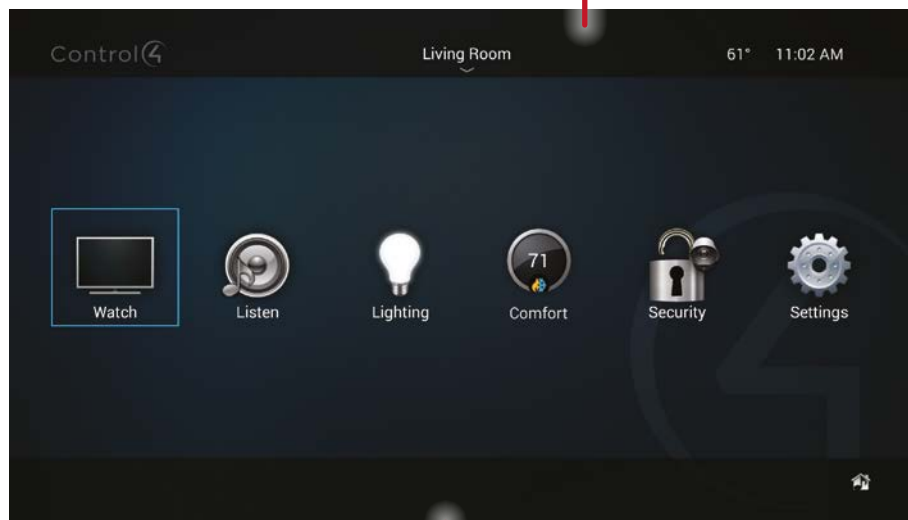 Control4
Living Room
61° 11:02 AM
71
Watch
Listen
Lighting
Comfort
Security
Settings